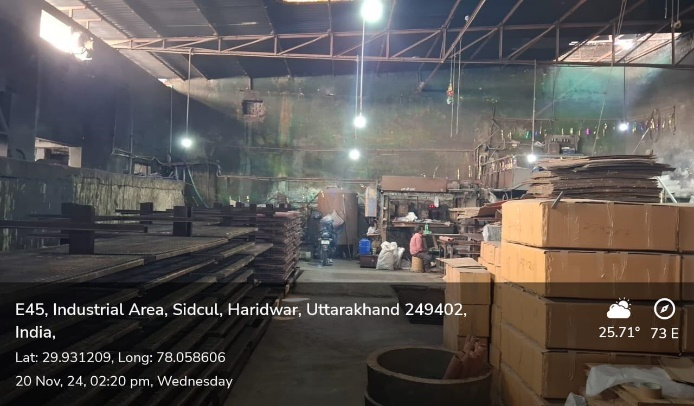 E45, Industrial Area, Sidcul, Haridwar, Uttarakhand 249402,
India,
Lat: 29.931209, Long: 78.058606
20 Nov, 24, 02:20 pm, Wednesday
25.71° 73 E